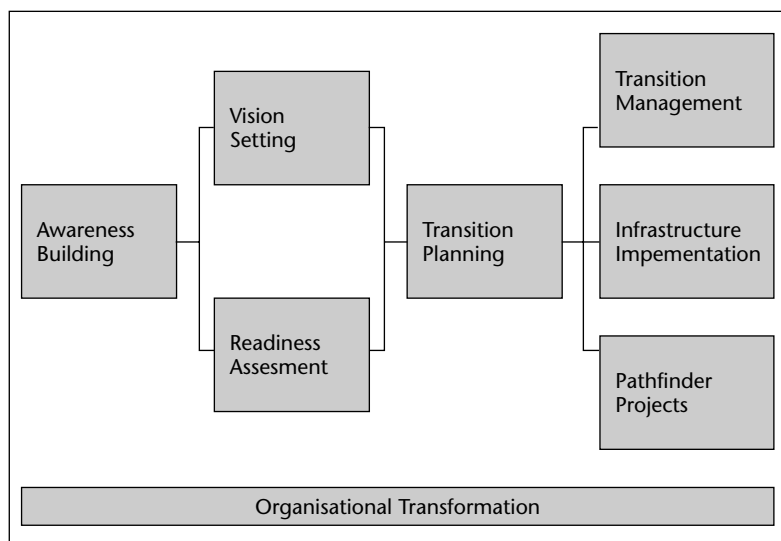 Awareness
Building
Vision
Setting
Readiness
Assesment
Transition
Planning
Transition
Management
Infrastructure
Impementation
Pathfinder
Projects
Organisational Transformation